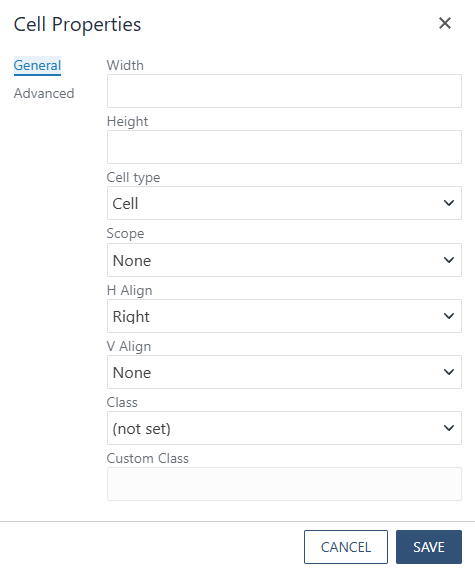 Cell Properties
General
Advanced
Width
Height
Cell type
Cell
Scope
None
H Align
Right
V Align
None
Class
(not set)
Custom Class
CANCEL
SAVE